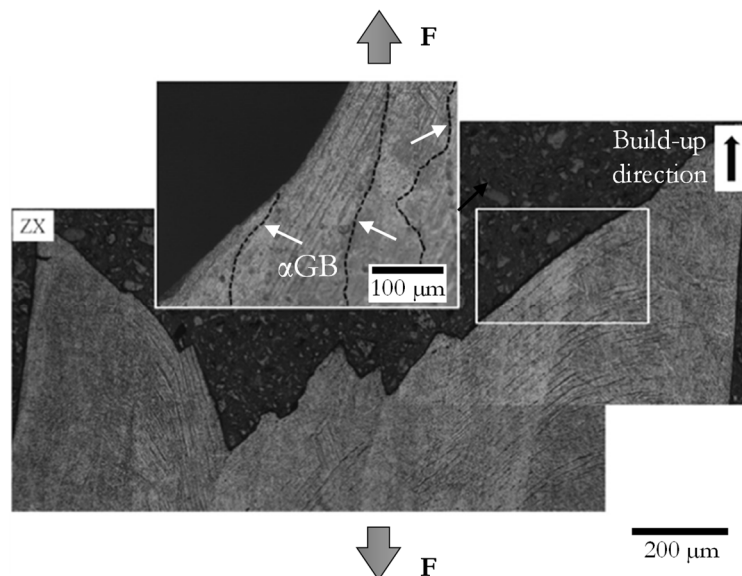 F
Build-up
direction
ZX
αGB
100 μm
200 μm
F